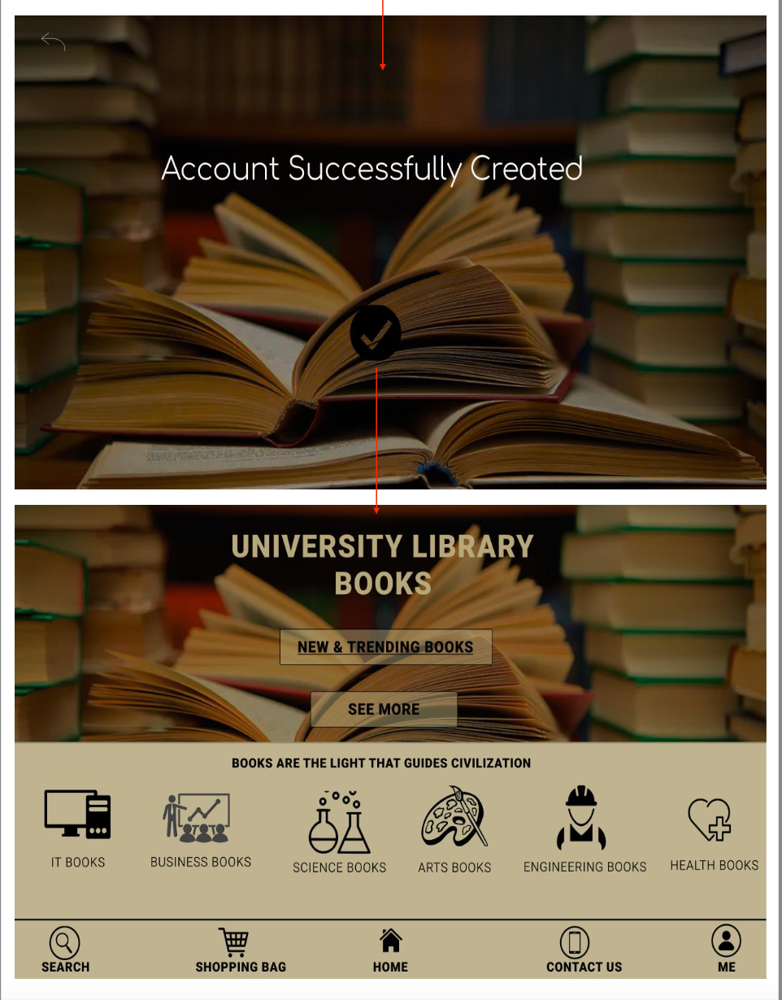 Account Successfully Created
UNIVERSITY LIBRARY
BOOKS
NEW & TRENDING BOOKS
SEE MORE
BOOKS ARE THE LIGHT THAT GUIDES CIVILIZATION
IT BOOKS
BUSINESS BOOKS
SCIENCE BOOKS
ARTS BOOKS
ENGINEERING BOOKS
HEALTH BOOKS
SEARCH
SHOPPING BAG
HOME
CONTACT US
ME